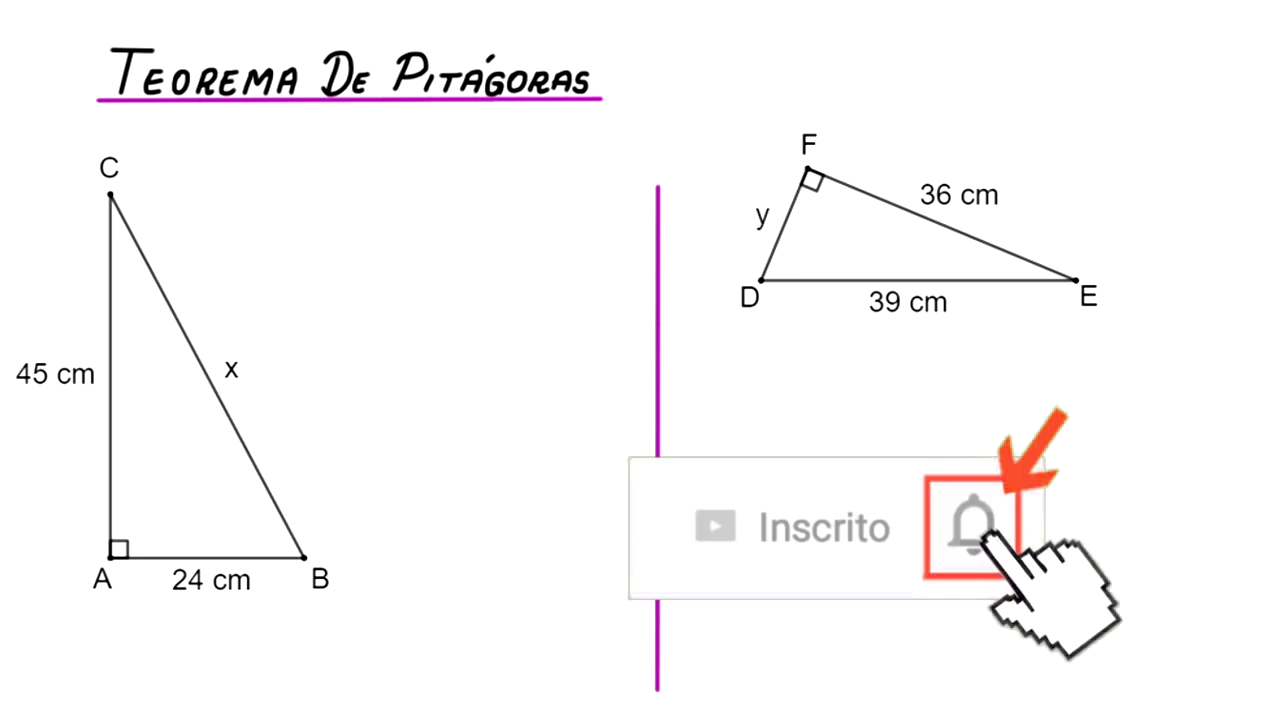 TEOREMA DE PITÁGORAS
C
45 cm
x
A
24 cm
B
F
y
36 cm
D
39 cm
E
Inscrito